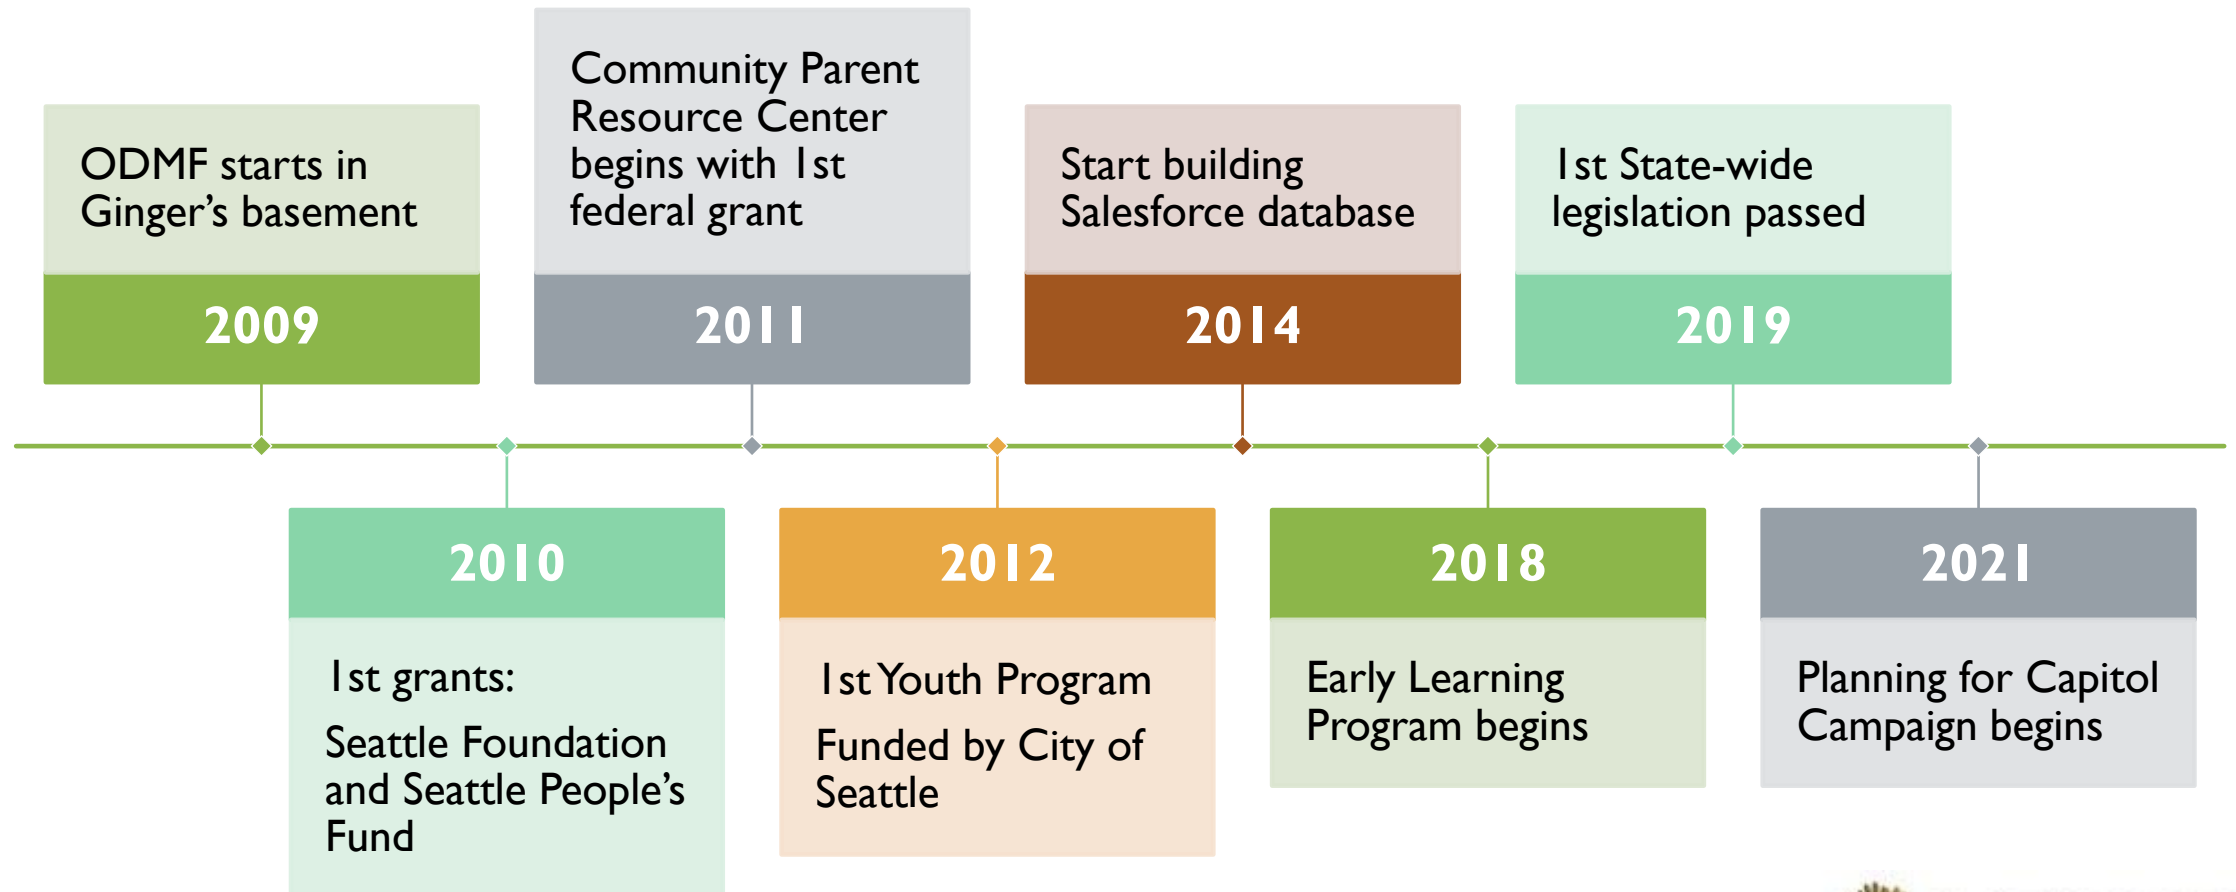 ODMF starts in
Ginger’s basement
2009
2010
1st grants:
Seattle Foundation
and Seattle People’s
Fund
Community Parent
Resource Center
begins with 1st
federal grant
2011
2012
1st Youth Program
Funded by City of
Seattle
Start building
Salesforce database
2014
2018
Early Learning
Program begins
1st State-wide
legislation passed
2019
2021
Planning for Capitol
Campaign begins